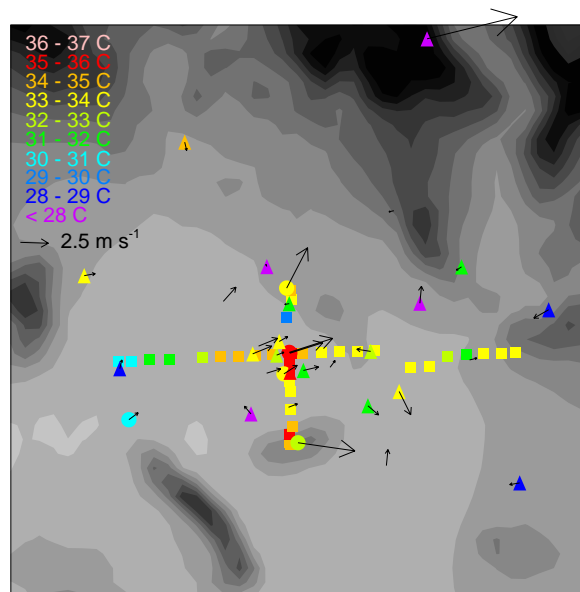 36 - 37 C
35 - 36 C
34 - 35 C
33 - 34 C
32 - 33 C
31 - 32 C
30 - 31 C
29 - 30 C
28 - 29 C
< 28 C
2.5 m s⁻¹